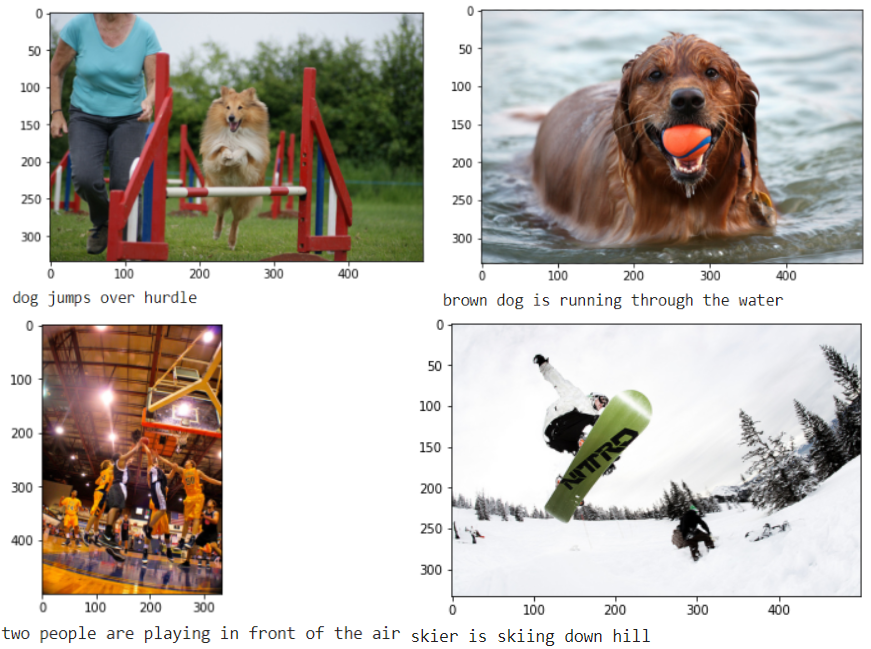 0
50
100
150
200
250
300
0 100 200 300 400
dog jumps over hurdle
0
50
100
150
200
250
300
0 100 200 300 400
brown dog is running through the water
0
100
200
300
400
0 100 200 300
two people are playing in front of the air
0
50
100
150
200
250
300
NITRO
0 100 200 300 400
skier is skiing down hill